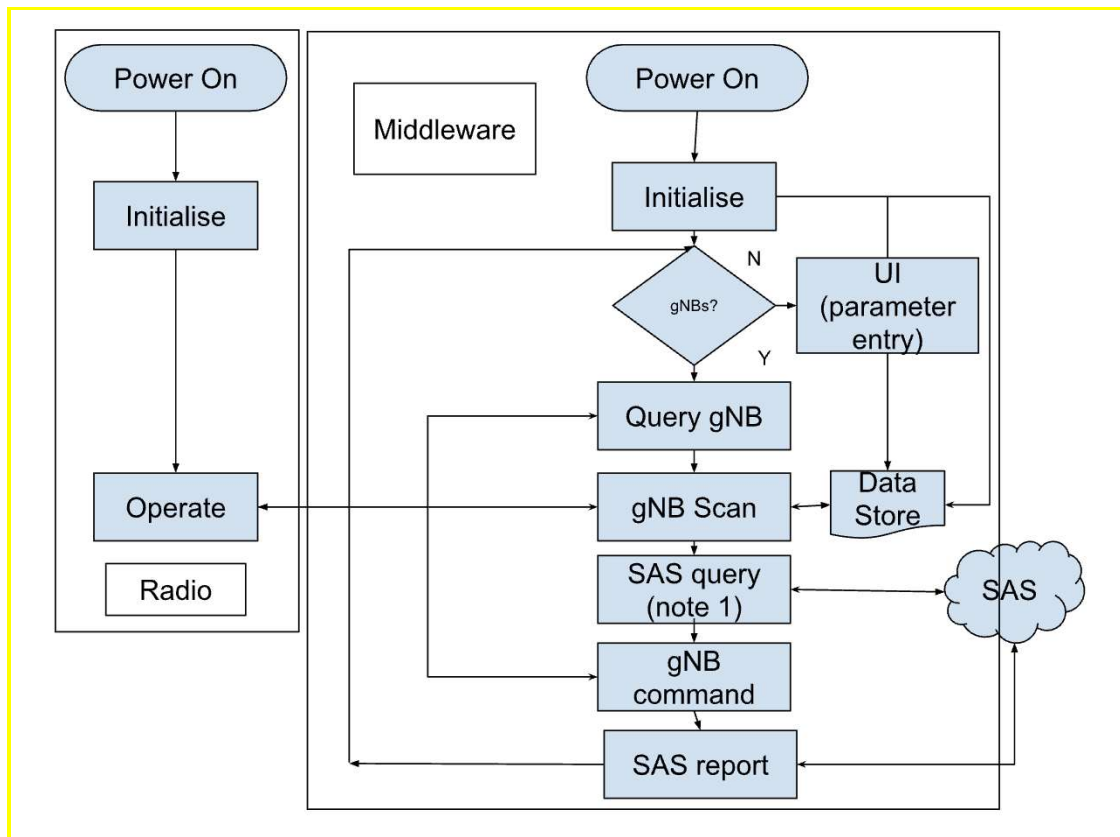 Power On
Initialise
Operate
Radio
Middleware
Power On
Initialise
gNBs?
N
Y
UI
(parameter
entry)
Query gNB
gNB Scan
Data
Store
SAS query
(note 1)
SAS
gNB
command
SAS report